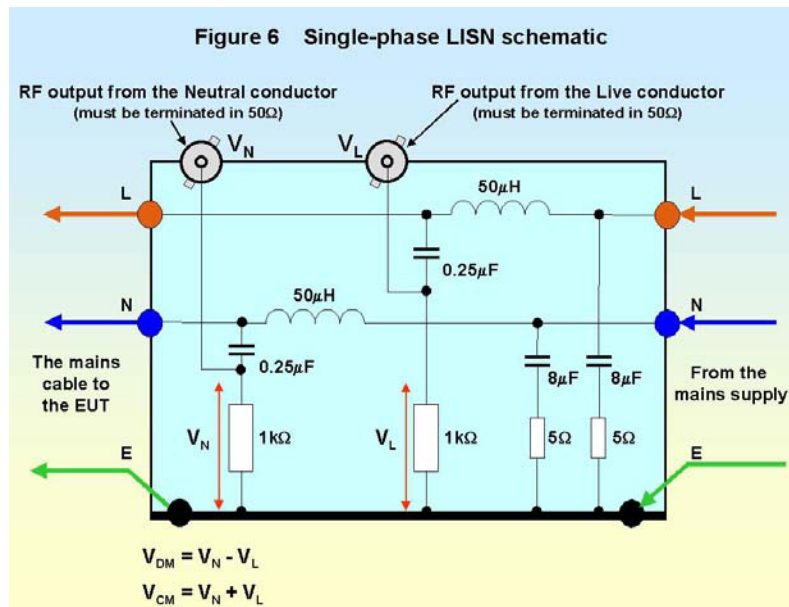 Figure 6 Single-phase LISN schematic
RF output from the Neutral conductor
(must be terminated in 50Ω)
RF output from the Live conductor
(must be terminated in 50Ω)
V_N
V_L
L
50µH
L
0.25µF
N
50µH
N
0.25µF
8µF
8µF
The mains
cable to
the EUT
From the
mains supply
V_N
1kΩ
V_L
1kΩ
5Ω
5Ω
E
E
V_DM = V_N - V_L
V_CM = V_N + V_L